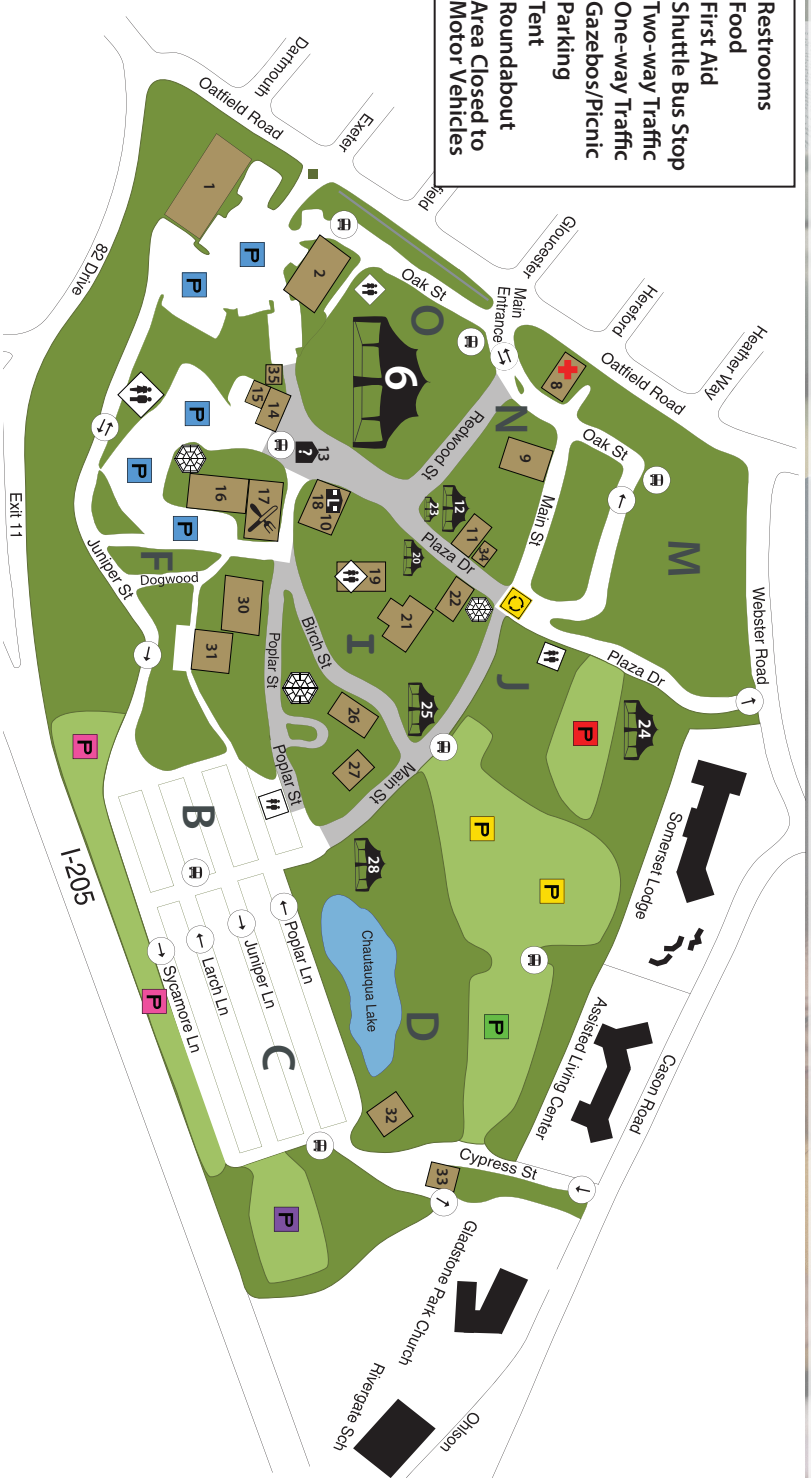 Restrooms
Food
First Aid
Shuttle Bus Stop
Two-way Traffic
One-way Traffic
Gazebos/Picnic
Parking
Tent
Roundabout
Area Closed to
Motor Vehicles
Dartmouth
Exeter
field
Gloucester
Hereford
Heather Way
Oatfield Road
Oatfield Road
Main
Entrance
Oak St
Oak St
82 Drive
Exit 11
I-205
Webster Road
Redwood St
Main St
Plaza Dr
Plaza Dr
Juniper St
Dogwood
Birch St
Poplar St
Poplar St
Main St
Poplar Ln
Juniper Ln
Larch Ln
Sycamore Ln
Chautauqua Lake
Somerset Lodge
Assisted Living Center
Cason Road
Cypress St
Gladstone Park Church
Rivergate Sch
Ohlson
O
N
M
F
I
J
B
C
D
1
2
6
8
9
35
15
14
13
?
16
17
18
10
L
12
23
11
34
20
19
21
22
30
31
26
27
25
24
28
32
33
P
P
P
P
P
P
P
P
P
P
P
P